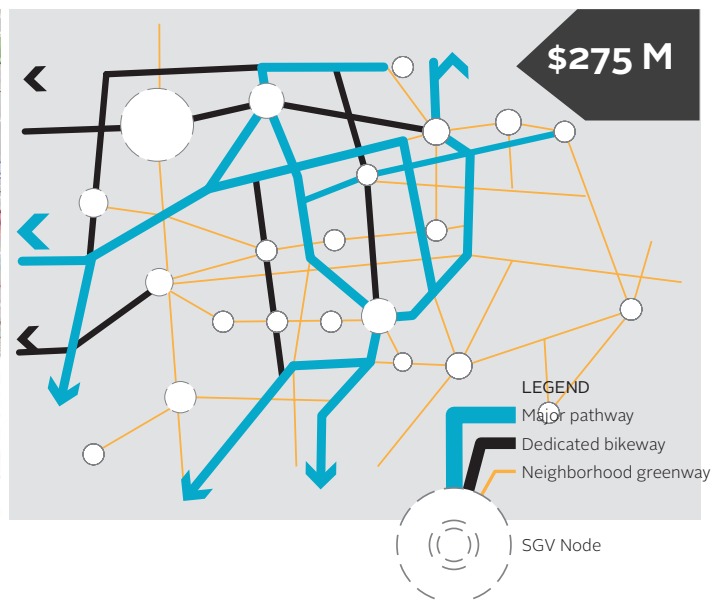 $275 M
LEGEND
Major pathway
Dedicated bikeway
Neighborhood greenway
SGV Node